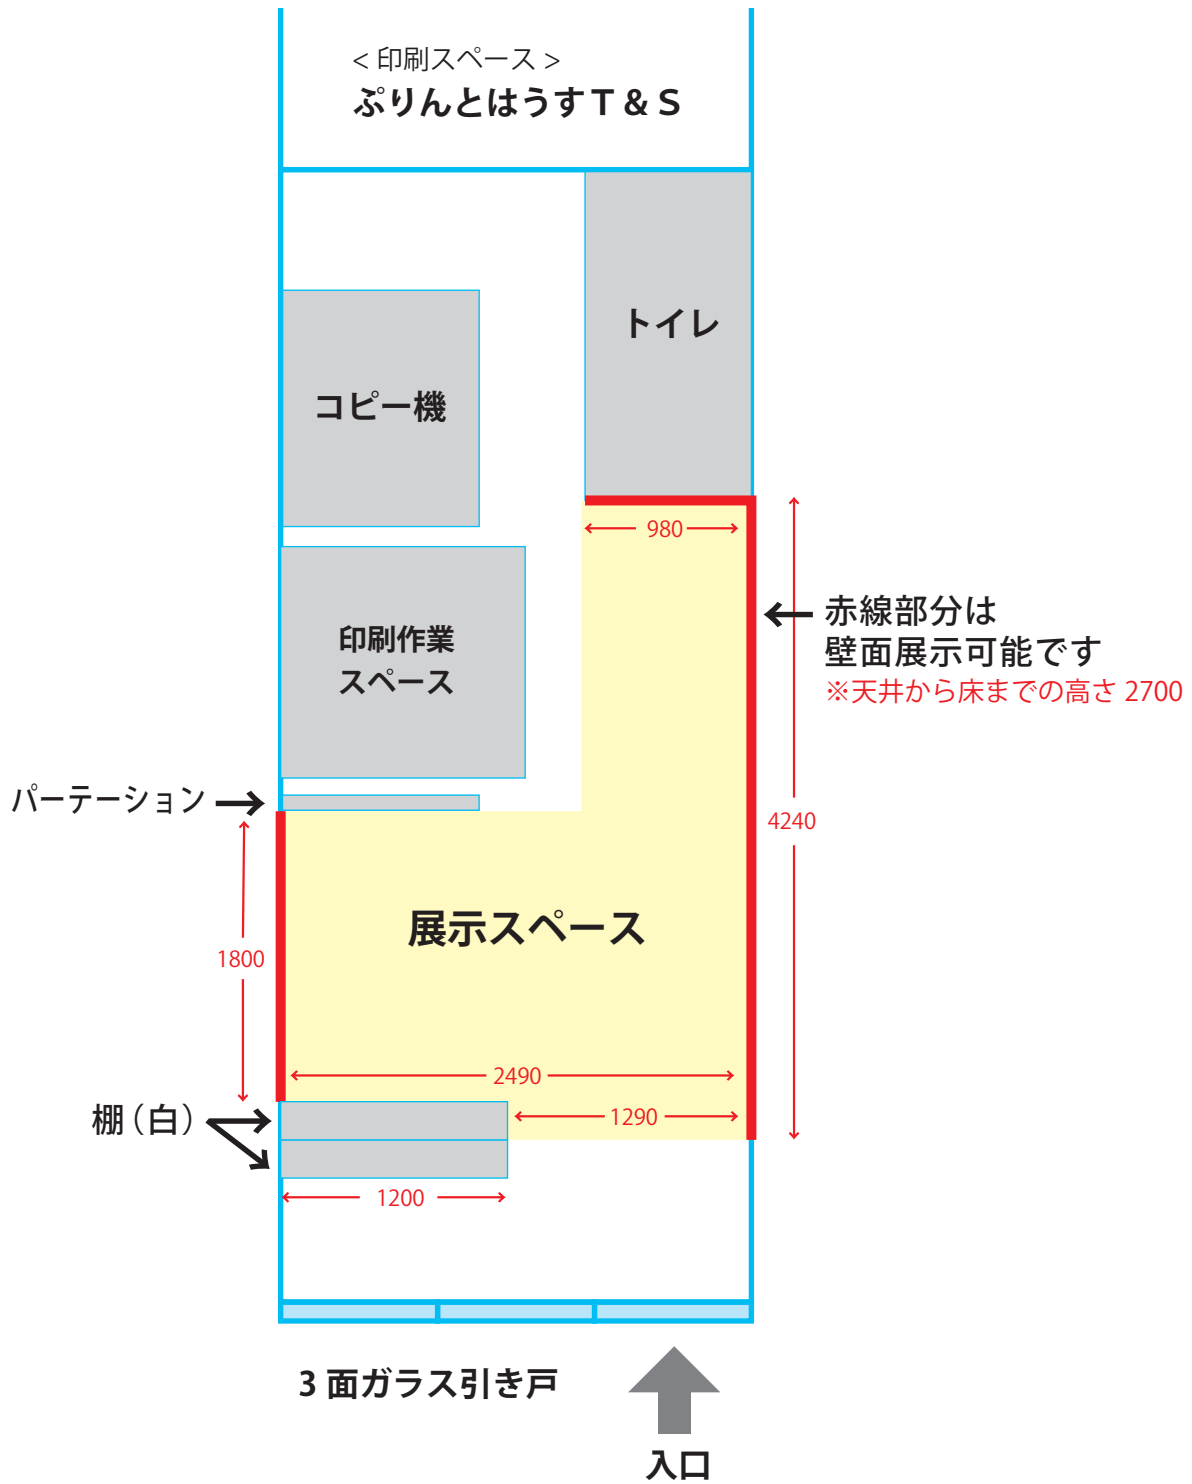 < 印刷スペース >
ぷりんとはうすT & S
トイレ
コピー機
980
印刷作業
スペース
赤線部分は
壁面展示可能です
※天井から床までの高さ 2700
パーテーション
4240
展示スペース
1800
2490
棚（白）
1290
1200
3 面ガラス引き戸
入口